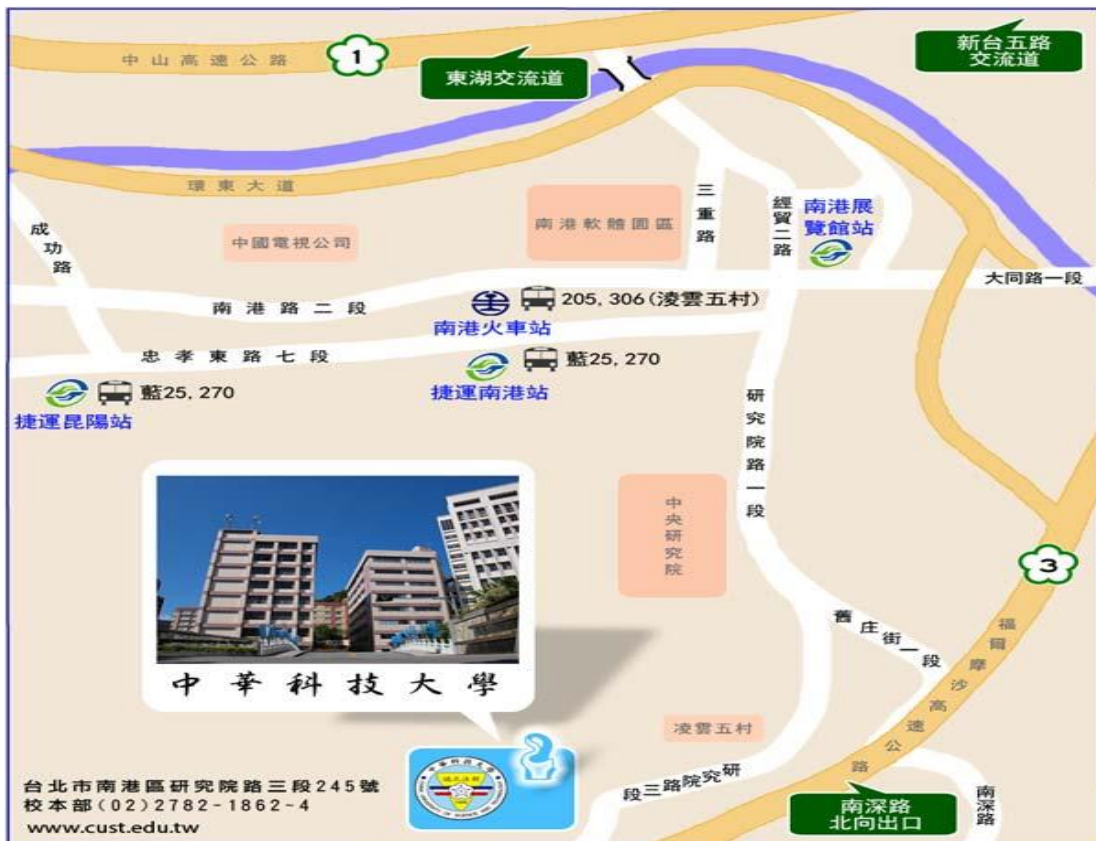 中山高速公路
1
東湖交流道
新台五路
交流道
環東大道
成功路
中國電視公司
南港軟體園區
三重路
經貿二路
南港展
覽館站
大同路一段
南港路二段
205, 306(淩雲五村)
南港火車站
忠孝東路七段
藍25, 270
捷運南港站
藍25, 270
捷運昆陽站
研究院路一段
中央研究院
3
舊庄街一段
福爾摩沙高速公路
中華科技大學
凌雲五村
研究院路三段
南深路
北向出口
南深路
台北市南港區研究院路三段245號
校本部(02)2782-1862-4
www.cust.edu.tw